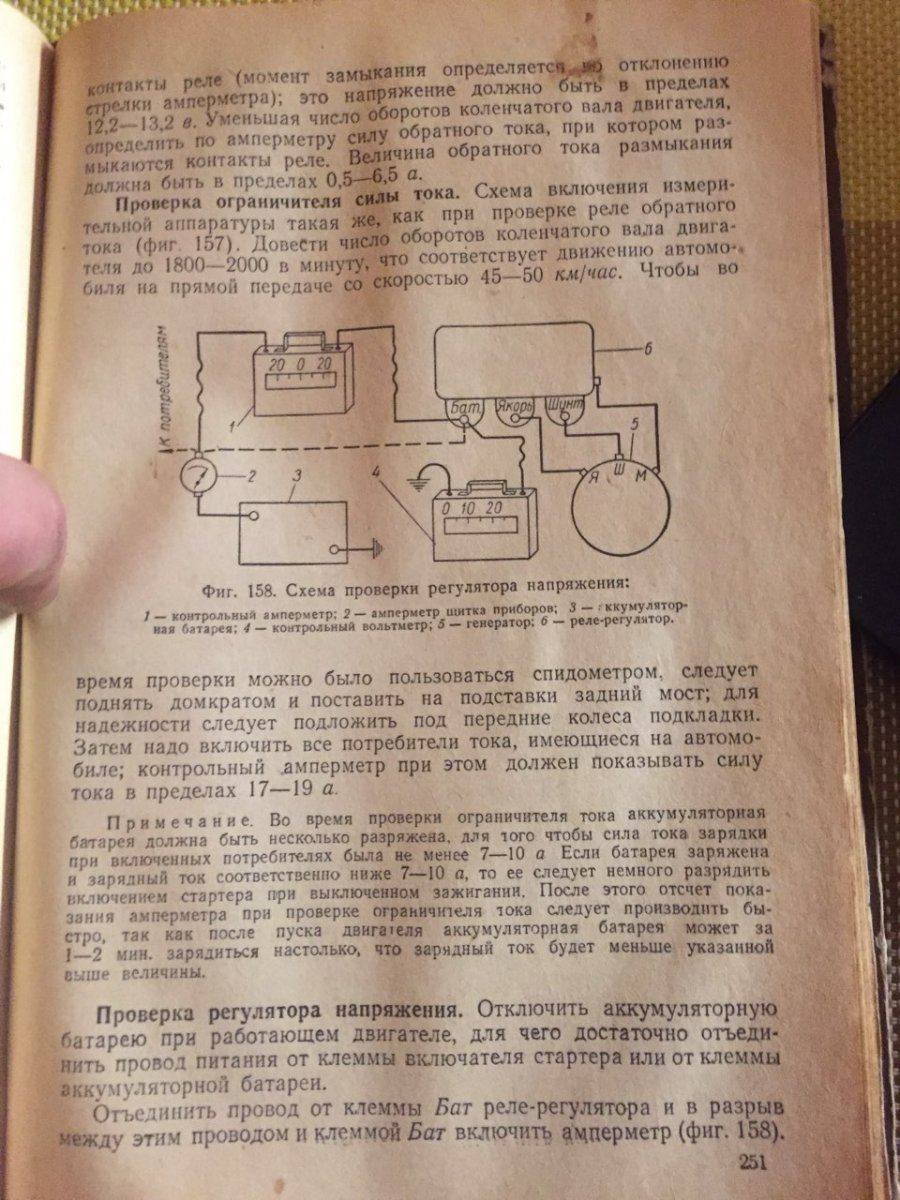 контакты реле (момент замыкания определяется по отклонению
стрелки амперметра); это напряжение должно быть в пределах
12,2—13,2 в. Уменьшая число оборотов коленчатого вала двигателя,
определить по амперметру силу обратного тока, при котором раз-
мыкаются контакты реле. Величина обратного тока размыкания
должна быть в пределах 0,5—6,5 а.
Проверка ограничителя силы тока. Схема включения измери-
тельной аппаратуры такая же, как при проверке реле обратного
тока (фиг. 157). Довести число оборотов коленчатого вала двига-
теля до 1800—2000 в минуту, что соответствует движению автомо-
биля на прямой передаче со скоростью 45—50 км/час. Чтобы во
К потребителям
20 0 20
1
Бат.
Якорь
Шунт
6
5
2
3
4
0 10 20
Я Ш М
Фиг. 158. Схема проверки регулятора напряжения:
1 — контрольный амперметр; 2 — амперметр щитка приборов; 3 — аккумулятор-
ная батарея; 4 — контрольный вольтметр; 5 — генератор; 6 — реле-регулятор.
время проверки можно было пользоваться спидометром, следует
поднять домкратом и поставить на подставки задний мост; для
надежности следует подложить под передние колеса подкладки.
Затем надо включить все потребители тока, имеющиеся на автомо-
биле; контрольный амперметр при этом должен показывать силу
тока в пределах 17—19 а.
Примечание. Во время проверки ограничителя тока аккумуляторная
батарея должна быть несколько разряжена, для того чтобы сила тока зарядки
при включенных потребителях была не менее 7—10 а Если батарея заряжена
и зарядный ток соответственно ниже 7—10 а, то ее следует немного разрядить
включением стартера при выключенном зажигании. После этого отсчет пока-
зания амперметра при проверке ограничителя тока следует производить бы-
стро, так как после пуска двигателя аккумуляторная батарея может за
1—2 мин. зарядиться настолько, что зарядный ток будет меньше указанной
выше величины.
Проверка регулятора напряжения. Отключить аккумуляторную
батарею при работающем двигателе, для чего достаточно отъеди-
нить провод питания от клеммы включателя стартера или от клеммы
аккумуляторной батареи.
Отъединить провод от клеммы Бат реле-регулятора и в разрыв
между этим проводом и клеммой Бат включить амперметр (фиг. 158).
251